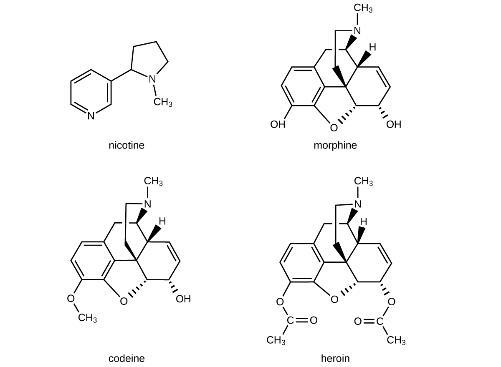 CH₃
N
H
N
CH₃
N
OH
O
OH
nicotine
morphine
CH₃
N
H
CH₃
N
H
O
CH₃
O
OH
O
O
O
C=O
CH₃
O=C
CH₃
codeine
heroin